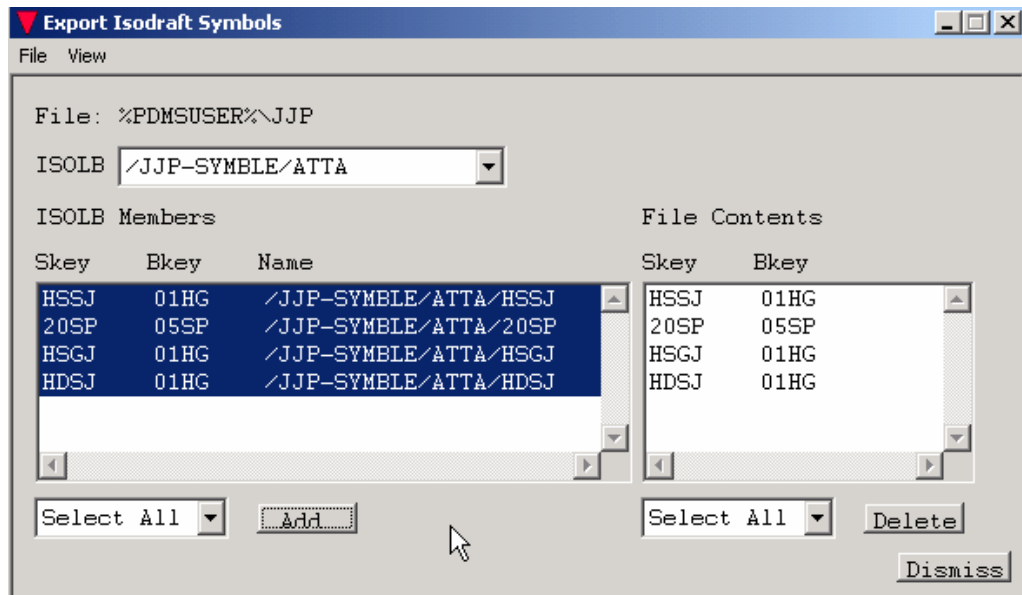 Export Isodraft Symbols
File View
File: %PDMSUSER%\JJP
ISOLB /JJP-SYMBLE/ATTA
ISOLB Members File Contents
Skey Bkey Name Skey Bkey
HSSJ 01HG /JJP-SYMBLE/ATTA/HSSJ HSSJ 01HG
20SP 05SP /JJP-SYMBLE/ATTA/20SP 20SP 05SP
HSGJ 01HG /JJP-SYMBLE/ATTA/HSGJ HSGJ 01HG
HDSJ 01HG /JJP-SYMBLE/ATTA/HDSJ HDSJ 01HG
Select All Add Select All Delete
Dismiss